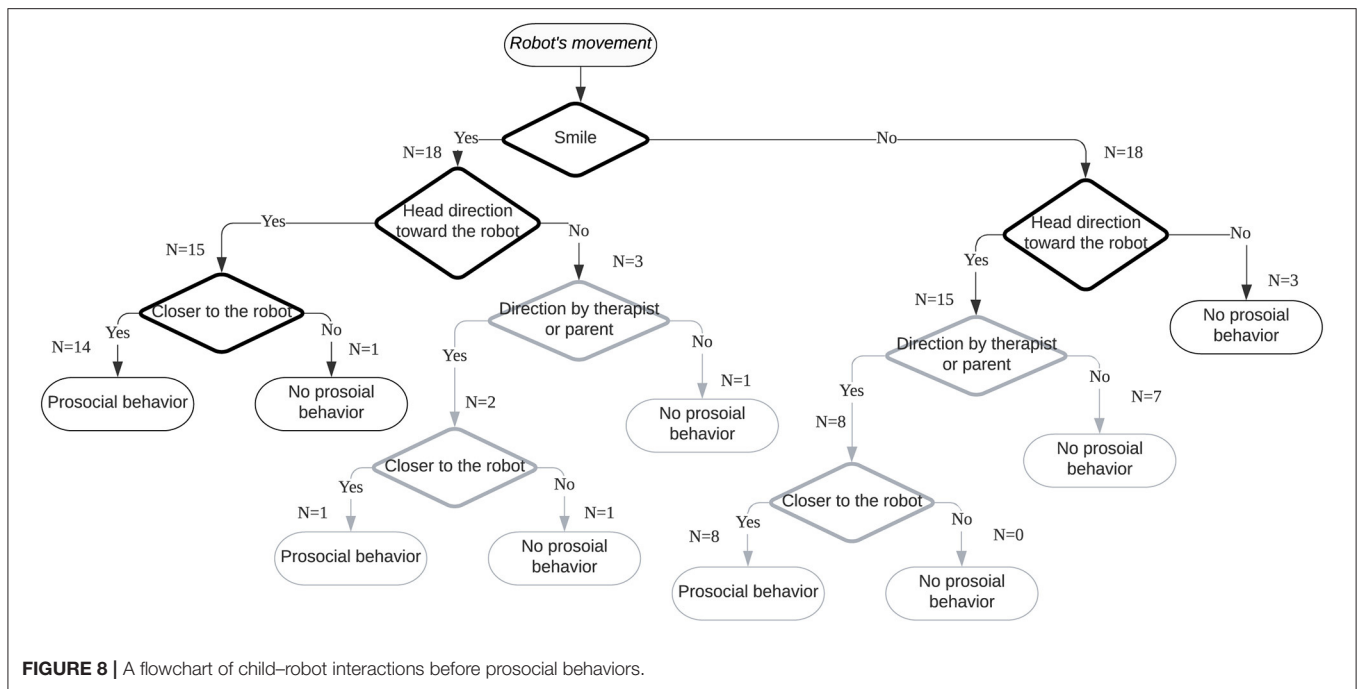 Robot's movement
Smile
Yes
No
N=18
N=18
Head direction
toward the robot
Head direction
toward the robot
Yes
No
Yes
No
N=15
N=3
N=15
N=3
Closer to the robot
Direction by therapist
or parent
Direction by therapist
or parent
No prosoial
behavior
Yes
No
Yes
No
Yes
No
N=14
N=1
N=2
N=1
N=8
N=7
Prosocial behavior
No prosoial
behavior
No prosoial
behavior
No prosoial
behavior
Closer to the robot
Closer to the robot
Yes
No
Yes
No
N=1
N=1
N=8
N=0
Prosocial behavior
No prosoial
behavior
Prosocial behavior
No prosoial
behavior
FIGURE 8 | A flowchart of child–robot interactions before prosocial behaviors.